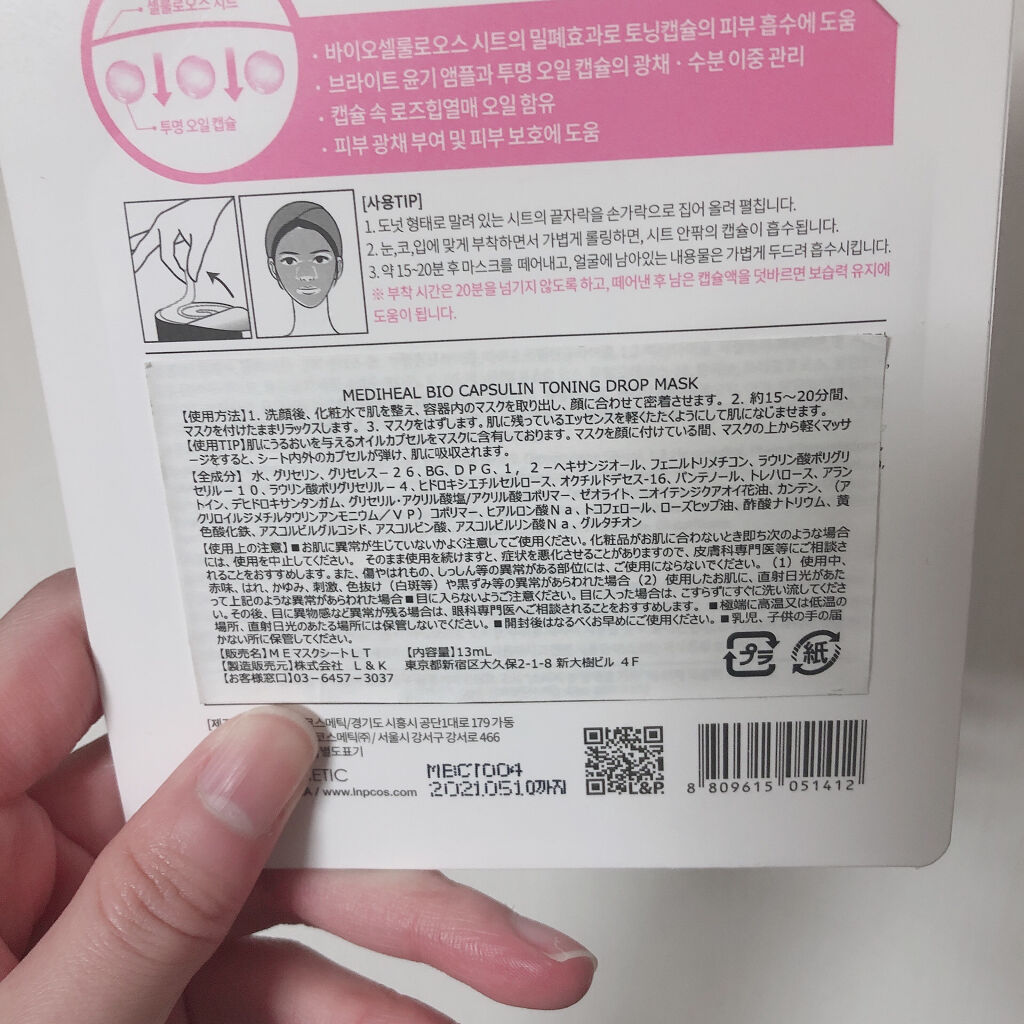 셀룰로오스 시트
투명 오일 캡슐
· 바이오셀룰로오스 시트의 밀폐효과로 토닝캡슐의 피부 흡수에 도움
· 브라이트 윤기 앰플과 투명 오일 캡슐의 광채 · 수분 이중 관리
· 캡슐 속 로즈힙열매 오일 함유
· 피부 광채 부여 및 피부 보호에 도움
[사용TIP]
1. 도넛 형태로 말려 있는 시트의 끝자락을 손가락으로 집어 올려 펼칩니다.
2. 눈,코,입에 맞게 부착하면서 가볍게 롤링하면, 시트 안팎의 캡슐이 흡수됩니다.
3. 약 15~20분 후 마스크를 떼어내고, 얼굴에 남아있는 내용물은 가볍게 두드려 흡수시킵니다.
※ 부착 시간은 20분을 넘기지 않도록 하고, 떼어낸 후 남은 캡슐액을 덧바르면 보습력 유지에
도움이 됩니다.
MEDIHEAL BIO CAPSULIN TONING DROP MASK
【使用方法】1. 洗顔後、化粧水で肌を整え、容器内のマスクを取り出し、顔に合わせて密着させます。2. 約15～20分間、
マスクを付けたままリラックスします。3. マスクをはずします。肌に残っているエッセンスを軽くたたくようにして肌になじませます。
【使用TIP】肌にうるおいを与えるオイルカプセルをマスクに含有しております。マスクを顔に付けている間、マスクの上から軽くマッサ
ージをすると、シート内外のカプセルが弾け、肌に吸収されます。
【全成分】 水、グリセリン、グリセレス－26、BG、DPG、1，2－ヘキサンジオール、フェニルトリメチコン、ラウリン酸ポリグリ
セリル－10、ラウリン酸ポリグリセリル－4、ヒドロキシエチルセルロース、オクチルドデセス-16、パンテノール、トレハロース、アラン
トイン、デヒドロキサンタンガム、グリセリル・アクリル酸塩/アクリル酸コポリマー、ゼオライト、ニオイテンジクアオイ花油、カンテン、（ア
クリロイルジメチルタウリンアンモニウム／VP）コポリマー、ヒアルロン酸Na、トコフェロール、ローズヒップ油、酢酸ナトリウム、黄
色酸化鉄、アスコルビルグルコシド、アスコルビン酸、アスコルビルリン酸Na、グルタチオン
【使用上の注意】■お肌に異常が生じていないかよく注意してご使用ください。化粧品がお肌に合わないとき即ち次のような場合
には、使用を中止してください。 そのまま使用を続けますと、症状を悪化させることがありますので、皮膚科専門医等にご相談さ
れることをおすすめします。また、傷やはれもの、しっしん等の異常がある部位には、ご使用にならないでください。（1）使用中、
赤味、はれ、かゆみ、刺激、色抜け（白斑等）や黒ずみ等の異常があらわれた場合（2）使用したお肌に、直射日光があた
って上記のような異常があらわれた場合■目に入らないようご注意ください。目に入った場合は、こすらずにすぐに洗い流してくださ
い。その後、目に異物感など異常が残る場合は、眼科専門医へご相談されることをおすすめします。 ■極端に高温又は低温の
場所、直射日光のあたる場所には保管しないでください。■開封後はなるべくお早めにご使用ください。■乳児、子供の手の届
かない所に保管してください。
【販売名】MEマスクシートLT 【内容量】13mL
【製造販売元】株式会社 L＆K 東京都新宿区大久保2-1-8 新大樹ビル 4F
【お客様窓口】03－6457－3037
プラ
紙
코스메틱/경기도 시흥시 공단1대로 179 가동
코스메틱㈜/ 서울시 강서구 강서로 466
별도표기
/ www.lnpcos.com
MBCT004
20210510까지
L&P.
8 809615 051412